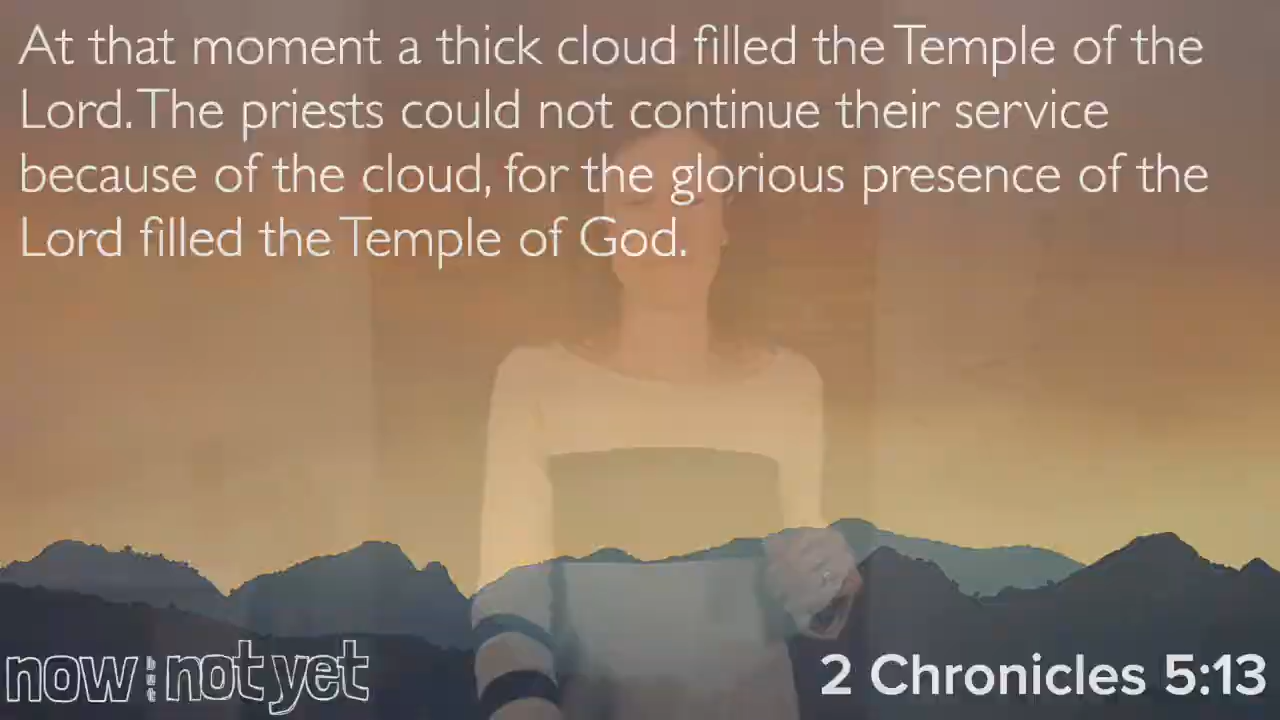 At that moment a thick cloud filled the Temple of the
Lord. The priests could not continue their service
because of the cloud, for the glorious presence of the
Lord filled the Temple of God.
now but not yet
2 Chronicles 5:13